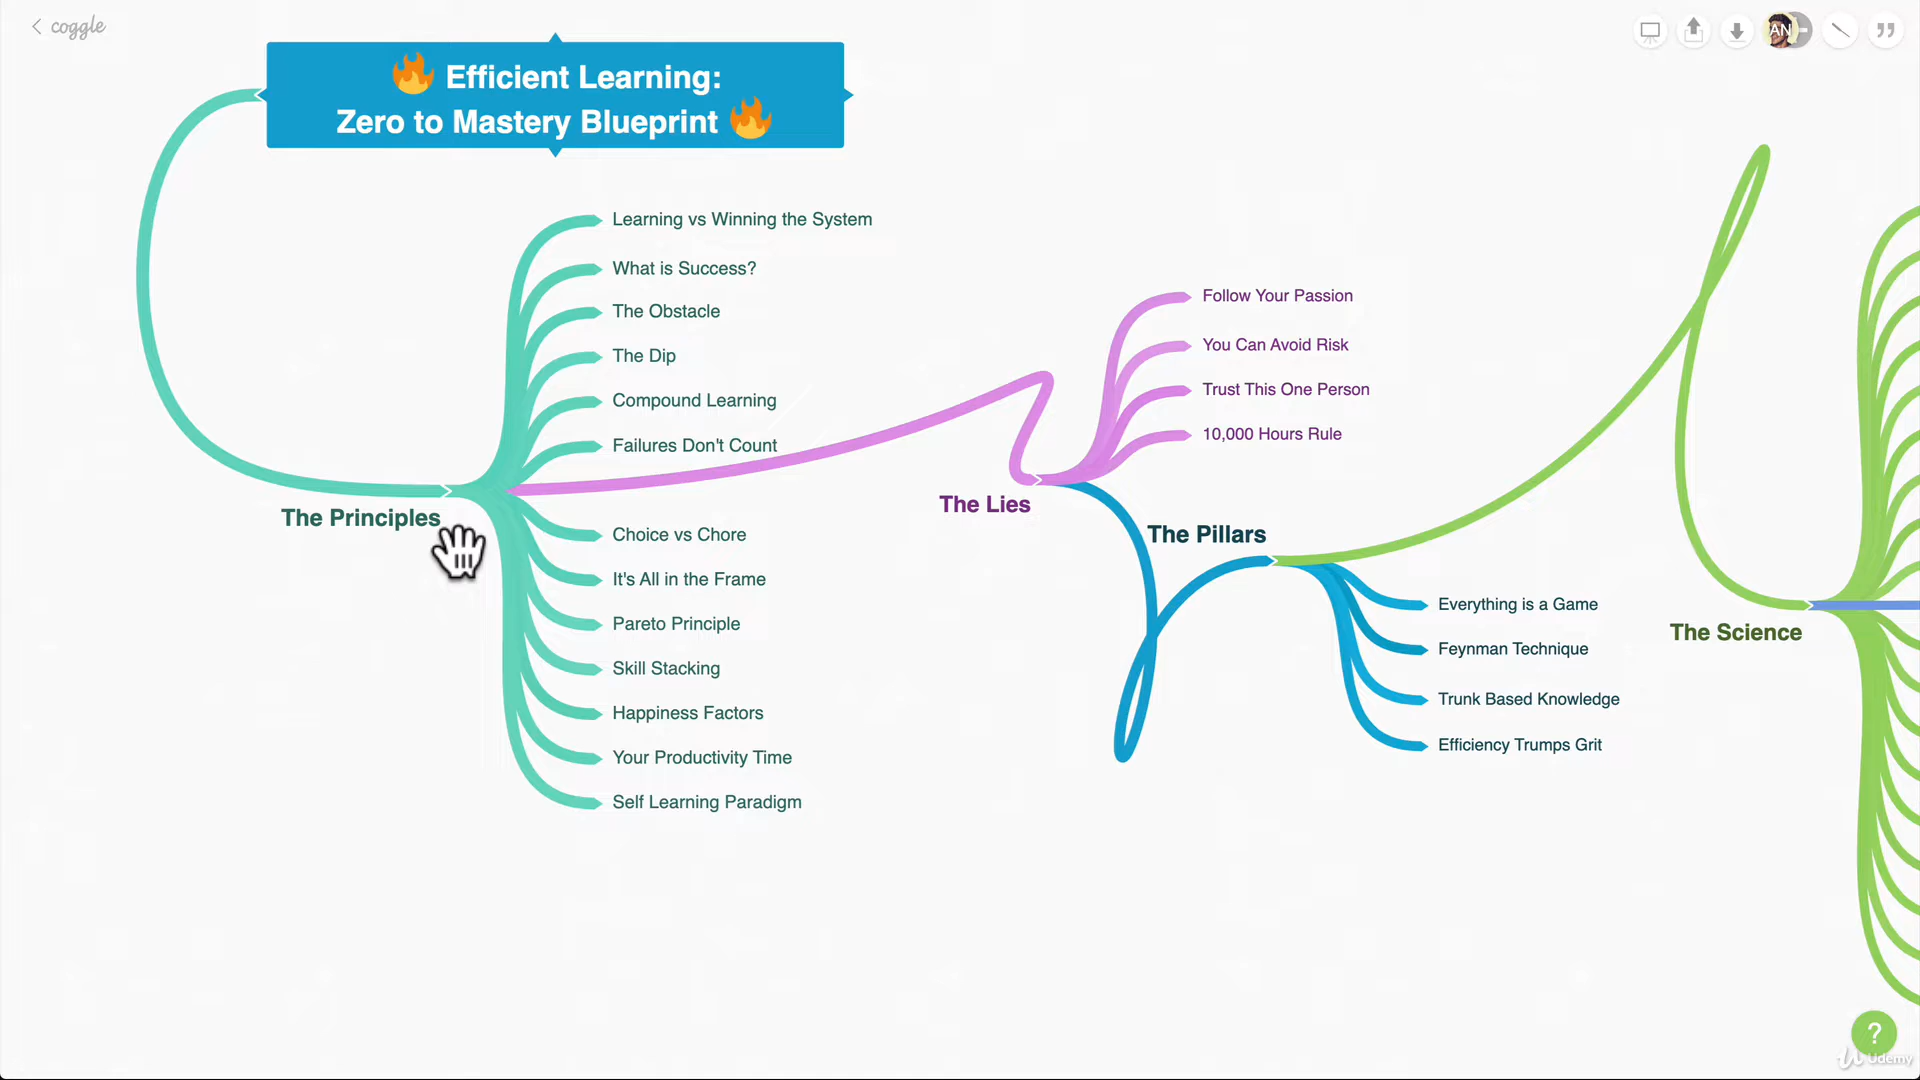 coggle
AN
Efficient Learning:
Zero to Mastery Blueprint
Learning vs Winning the System
What is Success?
The Obstacle
The Dip
Compound Learning
Failures Don't Count
The Principles
Choice vs Chore
It's All in the Frame
Pareto Principle
Skill Stacking
Happiness Factors
Your Productivity Time
Self Learning Paradigm
Follow Your Passion
You Can Avoid Risk
Trust This One Person
10,000 Hours Rule
The Lies
The Pillars
Everything is a Game
Feynman Technique
Trunk Based Knowledge
Efficiency Trumps Grit
The Science
?
Udemy